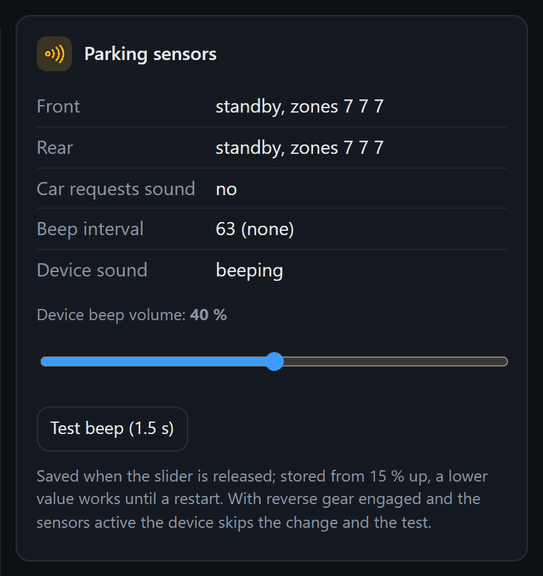 Parking sensors
Front standby, zones 7 7 7
Rear standby, zones 7 7 7
Car requests sound no
Beep interval 63 (none)
Device sound beeping
Device beep volume: 40 %
Test beep (1.5 s)
Saved when the slider is released; stored from 15 % up, a lower
value works until a restart. With reverse gear engaged and the
sensors active the device skips the change and the test.